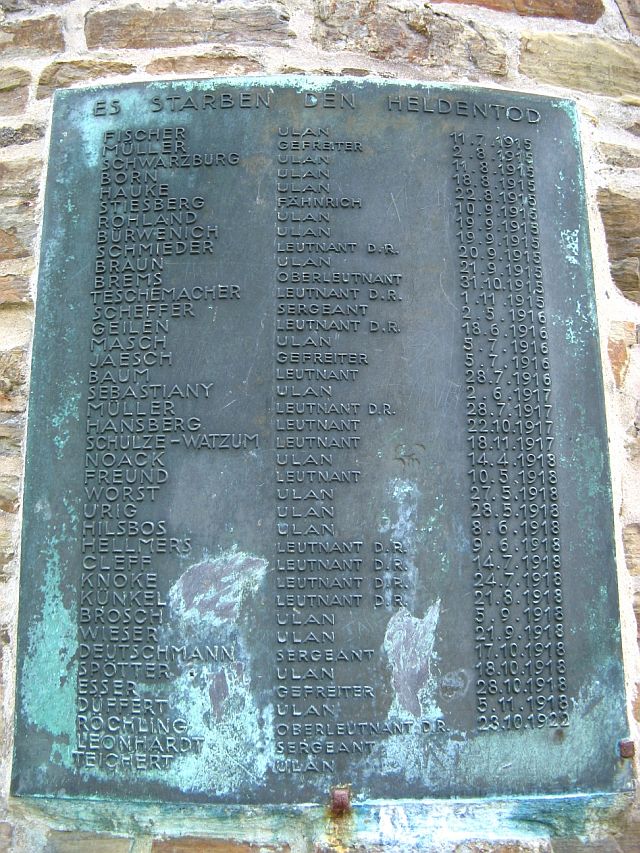 ES STARBEN DEN HELDENTOD
FISCHER ULAN 11.7.1915
MÜLLER GEFREITER 2.8.1915
SCHWARZBURG ULAN 11.8.1915
BORN ULAN
HAUKE ULAN
STIESBERG FÄHNRICH 10.9.1915
ROHLAND ULAN 19.9.1915
BÜRWENICH ULAN 19.9.1915
SCHMIEDER LEUTNANT D.R. 20.9.1915
BRAUN ULAN 21.9.1915
BREMS OBERLEUTNANT 31.10.1915
TESCHEMACHER LEUTNANT D.R. 1.11.1915
SCHEFFER SERGEANT 2.5.1916
GEILEN LEUTNANT D.R. 18.6.1916
MASCH ULAN 5.7.1916
JAESCH GEFREITER 5.7.1916
BAUM LEUTNANT 28.7.1916
SEBASTIANY ULAN 2.6.1917
MÜLLER LEUTNANT D.R. 28.7.1917
HANSBERG LEUTNANT 22.10.1917
SCHULZE-WATZUM LEUTNANT 18.11.1917
NOACK ULAN 14.4.1918
FREUND LEUTNANT 10.5.1918
WORST ULAN 27.5.1918
URIG ULAN 28.5.1918
HILSBOS ULAN 8.6.1918
HELLMERS LEUTNANT D.R. 9.6.1918
CLEFF LEUTNANT D.R. 14.7.1918
KNOKE LEUTNANT D.R. 24.7.1918
KÜNKEL LEUTNANT D.R. 21.8.1918
BROSCH ULAN 5.9.1918
WIESER ULAN 21.9.1918
DEUTSCHMANN SERGEANT 17.10.1918
SPÖTTER ULAN 18.10.1918
ESSER GEFREITER 28.10.1918
DÜFFERT ULAN 5.11.1918
RÖCHLING OBERLEUTNANT D.R. 23.10.1922
LEONHARDT SERGEANT
TEICHERT ULAN